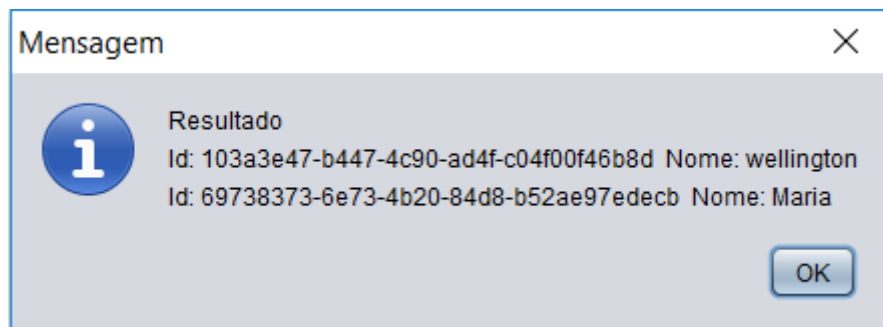 Mensagem
Resultado
Id: 103a3e47-b447-4c90-ad4f-c04f00f46b8d Nome: wellington
Id: 69738373-6e73-4b20-84d8-b52ae97edecb Nome: Maria
OK